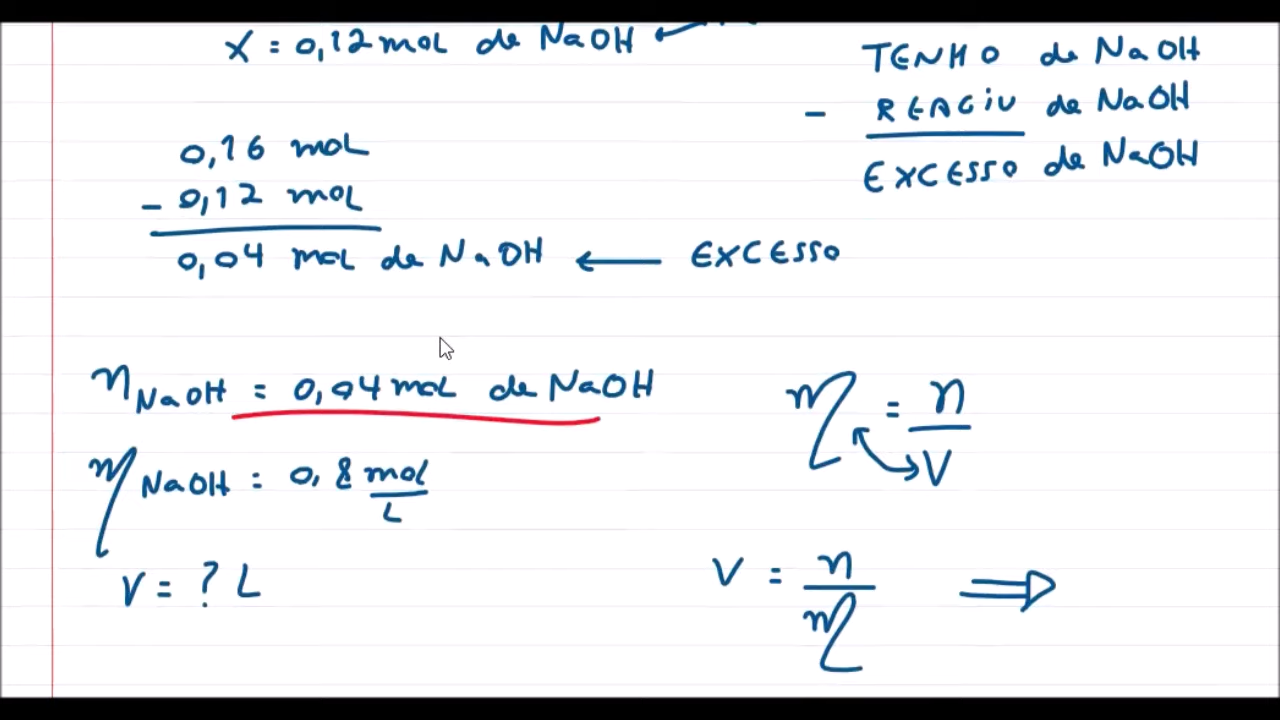 X = 0,12 mol de NaOH
TENHO de NaOH
- REAGIU de NaOH
EXCESSO de NaOH
0,16 mol
- 0,12 mol
0,04 mol de NaOH ← EXCESSO
n NaOH = 0,04 mol de NaOH
m NaOH = 0,8 mol/L
V = ? L
m = n/V
V = n/m ⇒